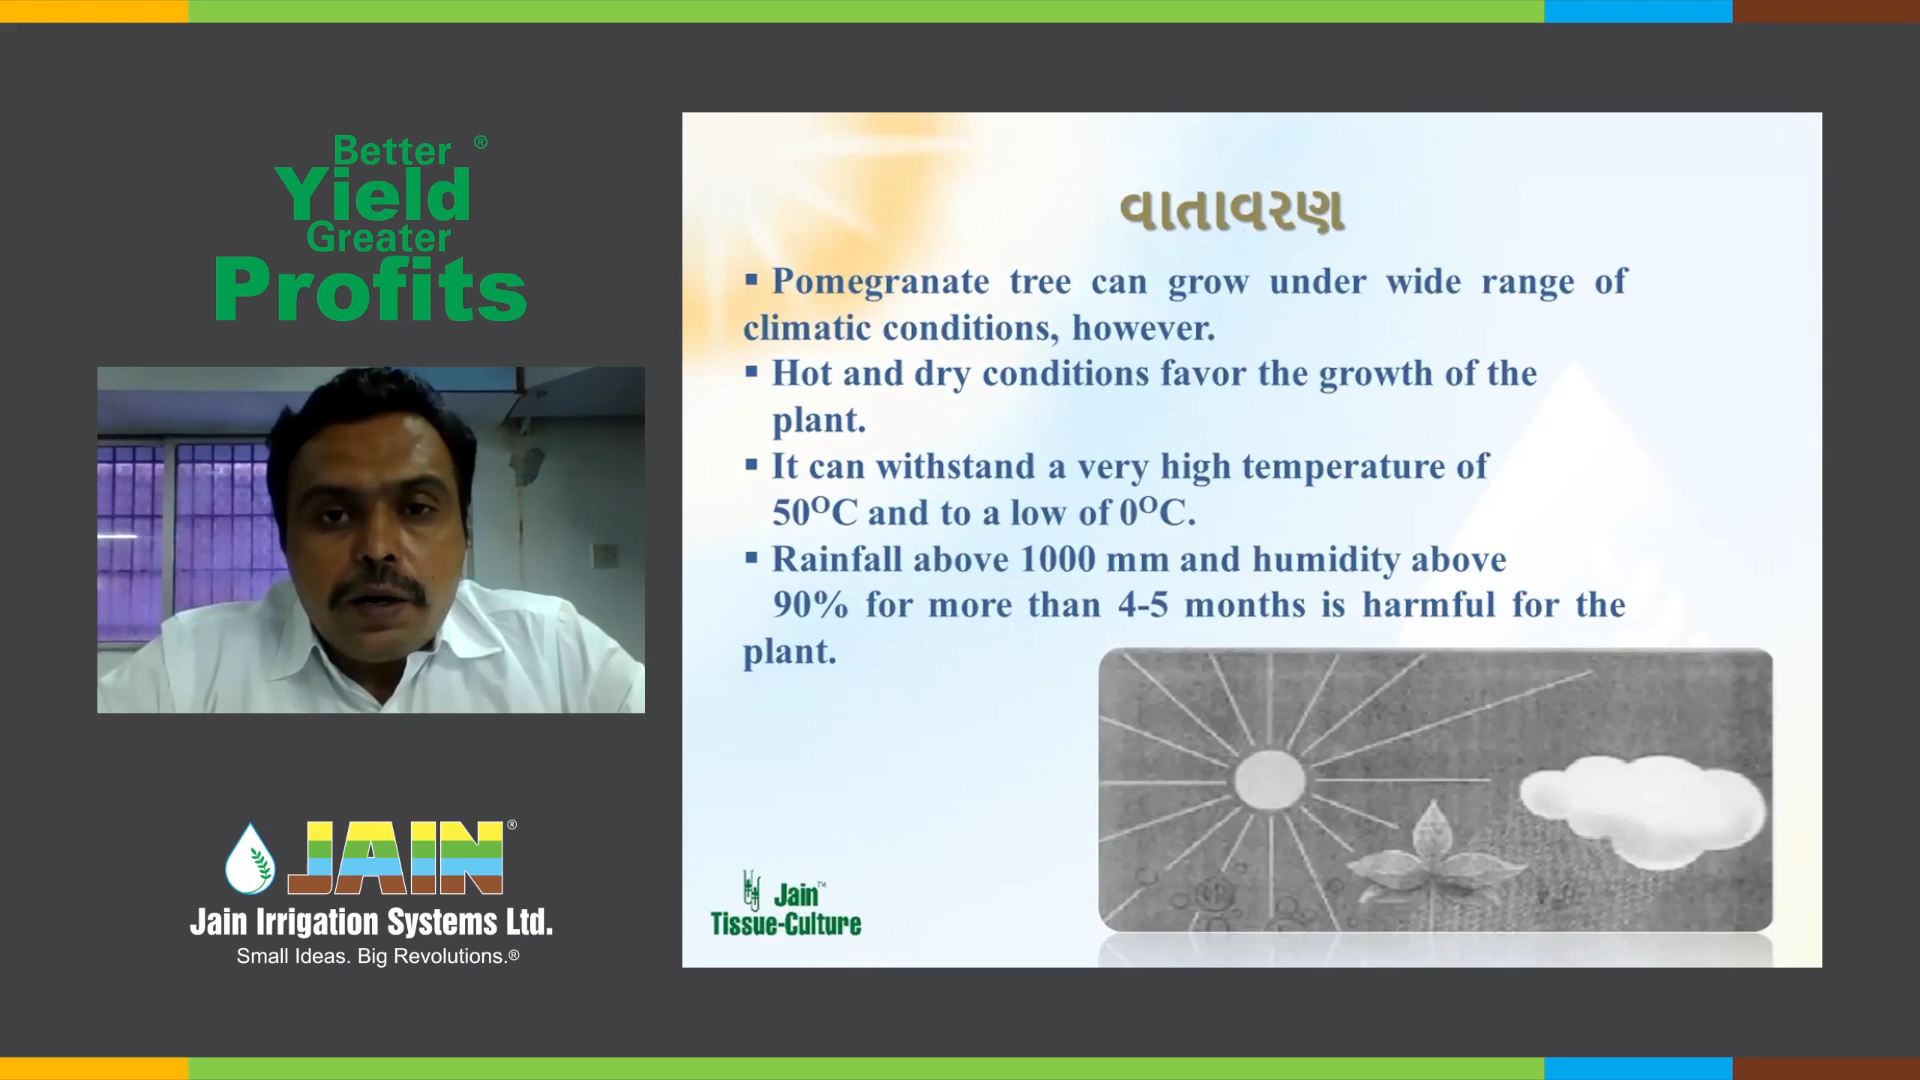 Better ®
Yield
Greater
Profits
JAIN®
Jain Irrigation Systems Ltd.
Small Ideas. Big Revolutions.®
વાતાવરણ
▪ Pomegranate tree can grow under wide range of
climatic conditions, however.
▪ Hot and dry conditions favor the growth of the
plant.
▪ It can withstand a very high temperature of
50ᴼC and to a low of 0ᴼC.
▪ Rainfall above 1000 mm and humidity above
90% for more than 4-5 months is harmful for the
plant.
Jain™
Tissue-Culture